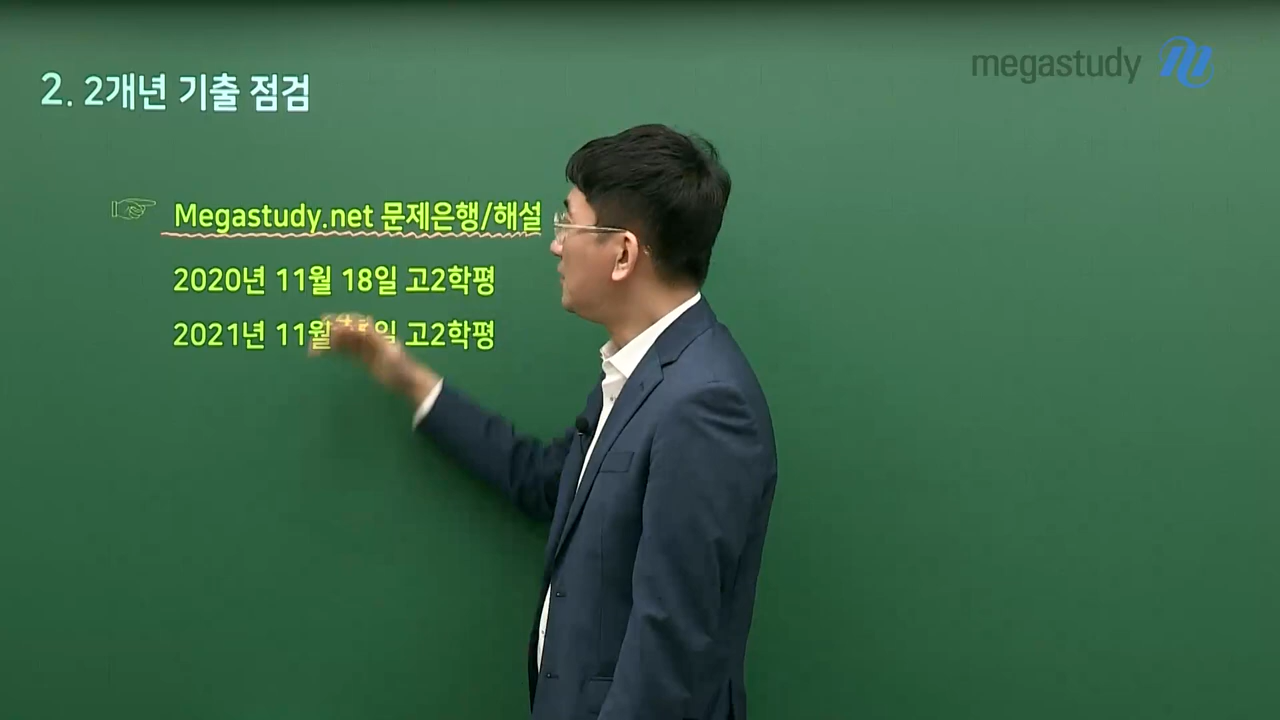 megastudy
2. 2개년 기출 점검
Megastudy.net 문제은행/해설
2020년 11월 18일 고2학평
2021년 11월 일 고2학평